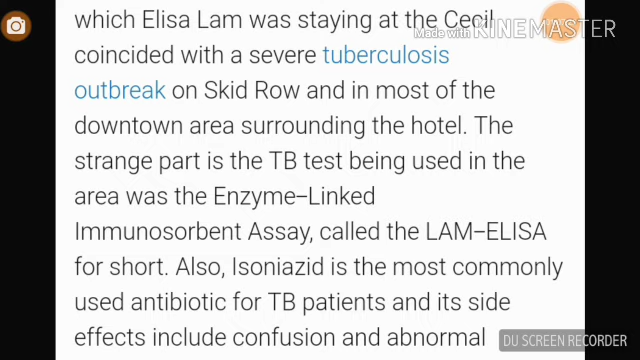 which Elisa Lam was staying at the Cecil
Made with KINEMASTER
coincided with a severe tuberculosis
outbreak on Skid Row and in most of the
downtown area surrounding the hotel. The
strange part is the TB test being used in the
area was the Enzyme–Linked
Immunosorbent Assay, called the LAM–ELISA
for short. Also, Isoniazid is the most commonly
used antibiotic for TB patients and its side
effects include confusion and abnormal
DU SCREEN RECORDER